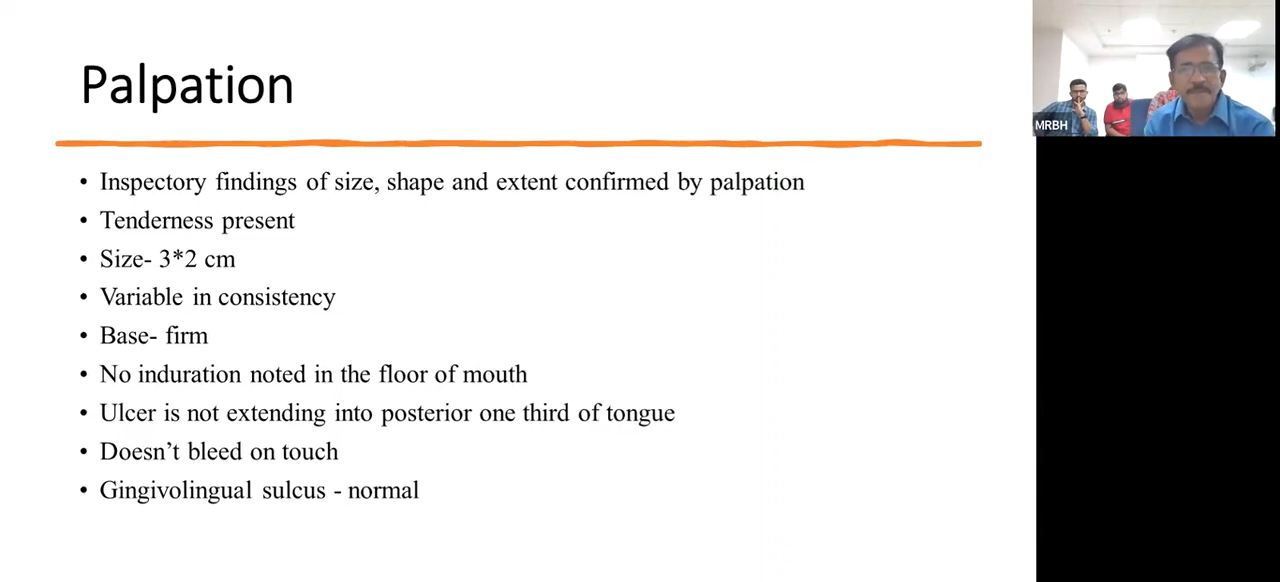 Palpation
• Inspectory findings of size, shape and extent confirmed by palpation
• Tenderness present
• Size- 3*2 cm
• Variable in consistency
• Base- firm
• No induration noted in the floor of mouth
• Ulcer is not extending into posterior one third of tongue
• Doesn’t bleed on touch
• Gingivolingual sulcus - normal
MRBH